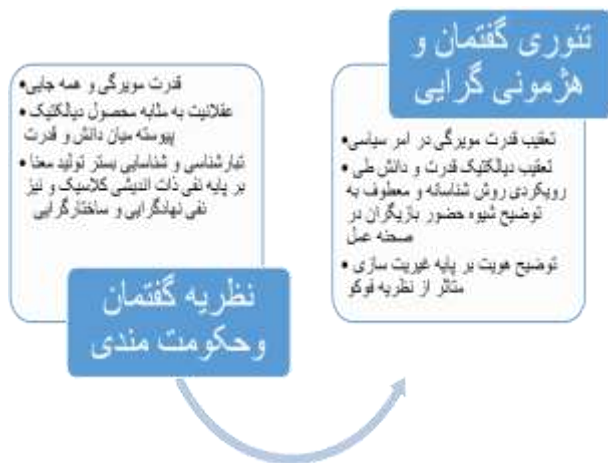 تئوری گفتمان و
هژمونی گرایی
• تعقیب قدرت مویرگی در امر سیاسی
• تعقیب دیالکتیک قدرت و دانش طی
رویکردی روش شناسانه و معطوف به
توضیح شیوه حضور بازیگران در
صحنه عمل
• توضیح هویت بر پایه غیریت سازی
متاثر از نظریه فوکو
• قدرت مویرگی و همه جایی
• عقلانیت به مثابه محصول دیالکتیک
پیوسته میان دانش و قدرت
• تبارشناسی و شناسایی بستر تولید معنا
بر پایه نفی ذات اندیشی کلاسیک و نیز
نفی نهادگرایی و ساختارگرایی
نظریه گفتمان
وحکومت مندی